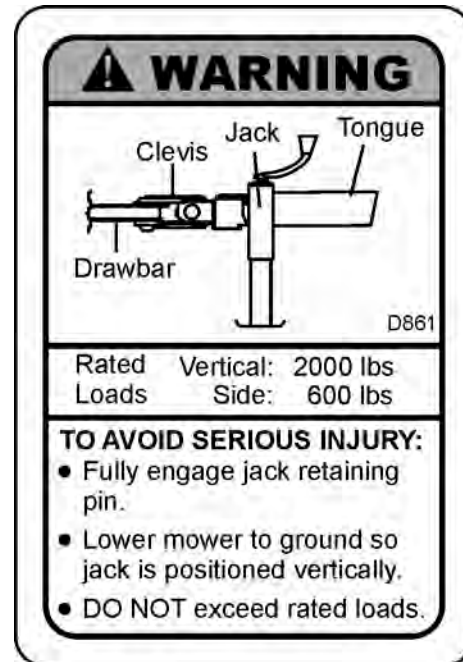 WARNING
Jack Tongue
Clevis
Drawbar
D861
Rated Vertical: 2000 lbs
Loads Side: 600 lbs
TO AVOID SERIOUS INJURY:
● Fully engage jack retaining
pin.
● Lower mower to ground so
jack is positioned vertically.
● DO NOT exceed rated loads.